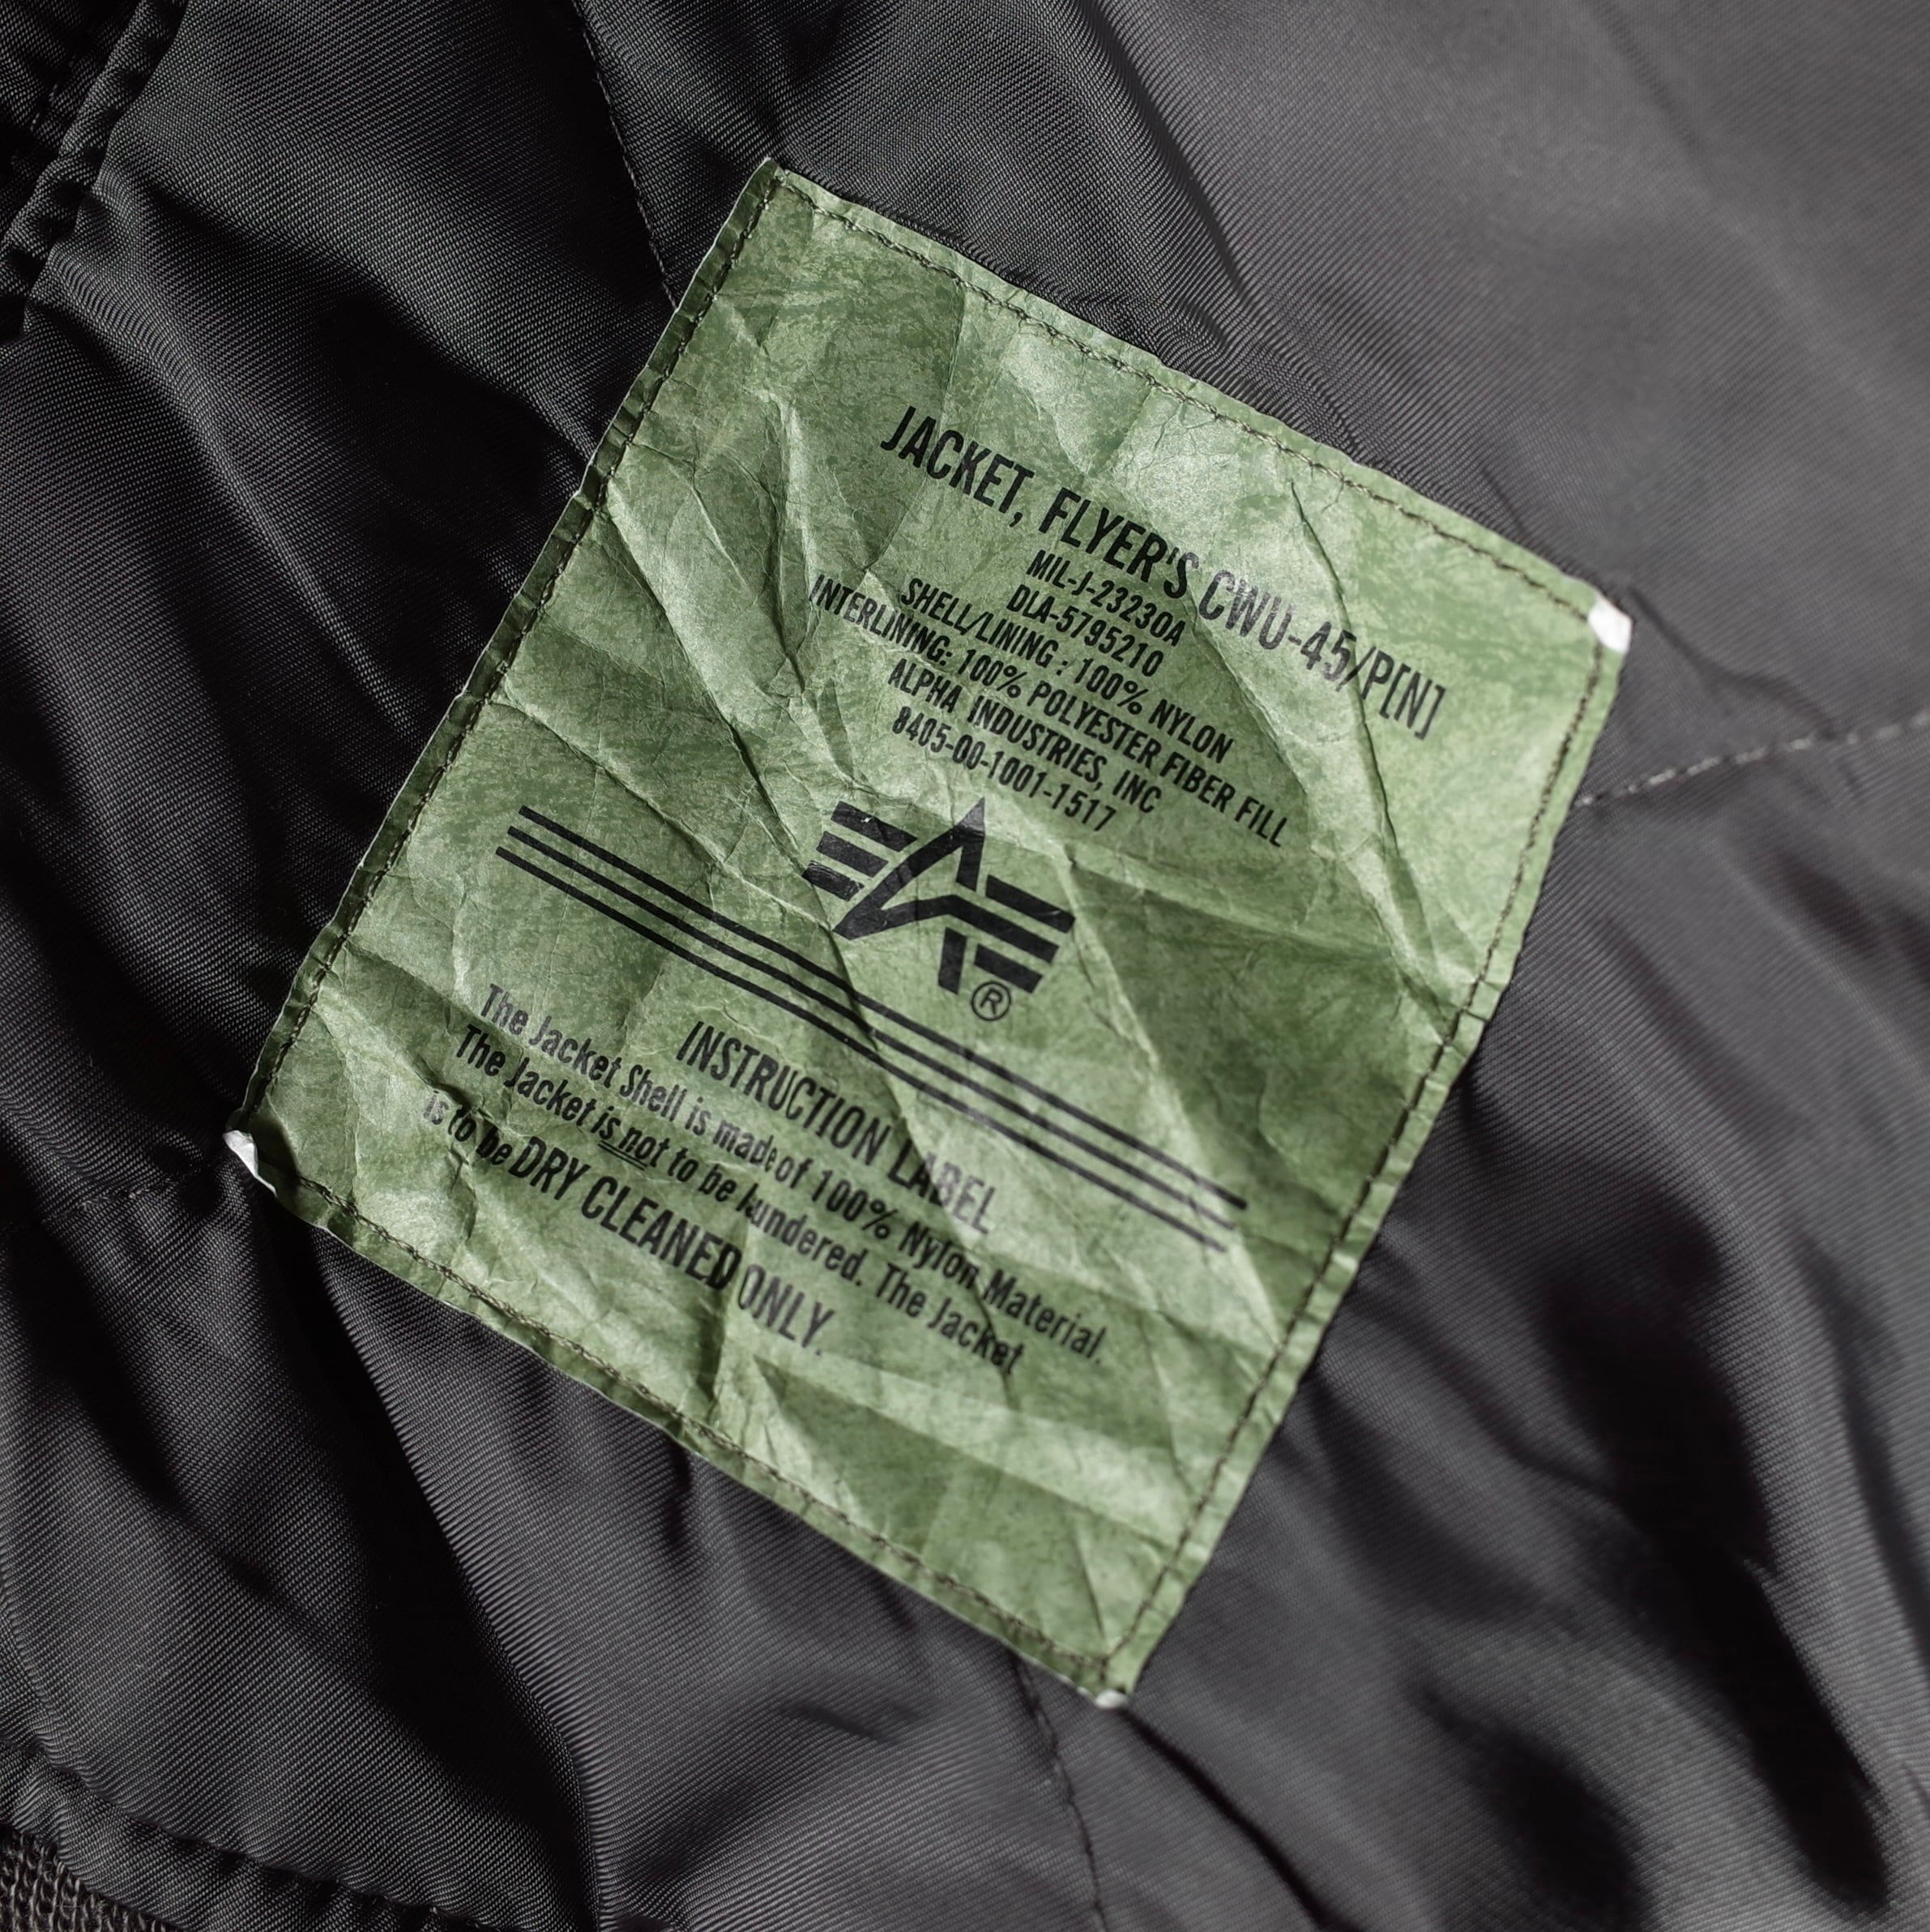 JACKET, FLYER'S CWU-45/P[N]
MIL-J-23230A
DLA-5795210
SHELL/LINING : 100% NYLON
INTERLINING: 100% POLYESTER FIBER FILL
ALPHA INDUSTRIES, INC
8405-00-1001-1517
®
INSTRUCTION LABEL
The Jacket Shell is made of 100% Nylon Material.
The Jacket is not to be laundered. The Jacket
is to be DRY CLEANED ONLY.